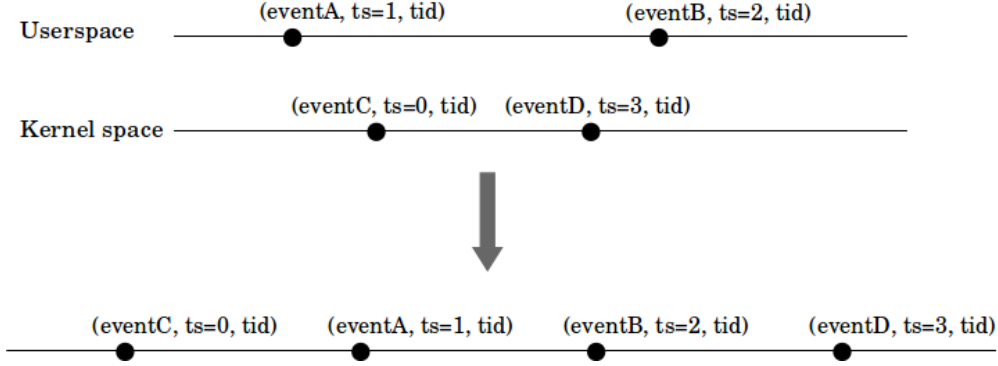 (eventA, ts=1, tid) (eventB, ts=2, tid)
Userspace
(eventC, ts=0, tid) (eventD, ts=3, tid)
Kernel space
(eventC, ts=0, tid) (eventA, ts=1, tid) (eventB, ts=2, tid) (eventD, ts=3, tid)